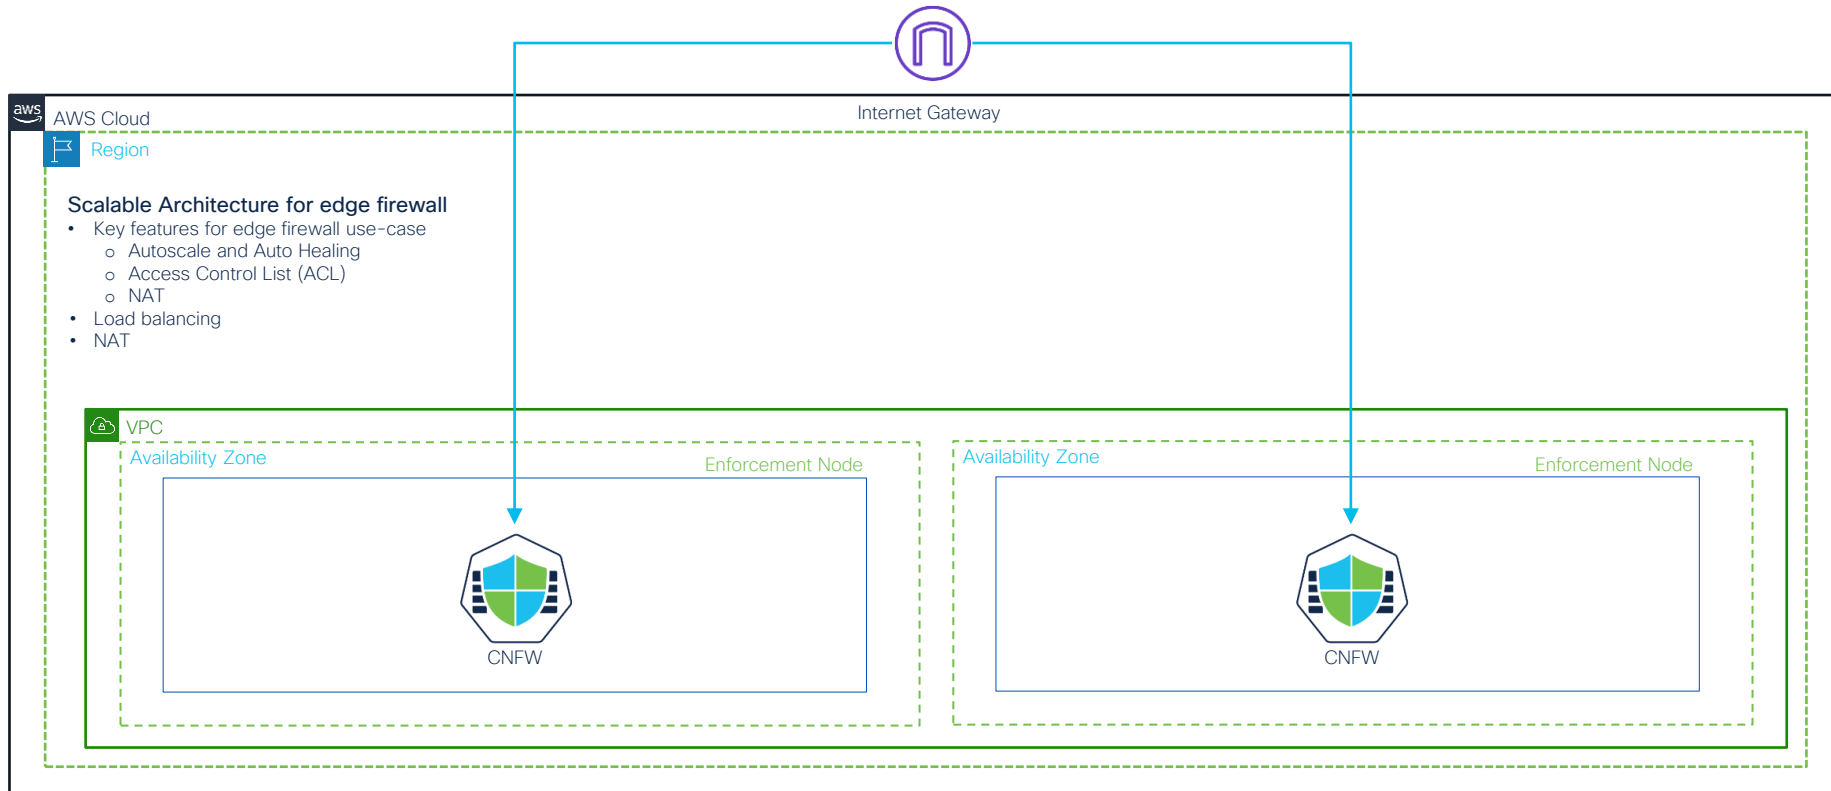 aws
AWS Cloud
Internet Gateway
Region
Scalable Architecture for edge firewall
• Key features for edge firewall use-case
o Autoscale and Auto Healing
o Access Control List (ACL)
o NAT
• Load balancing
• NAT
VPC
Availability Zone
Enforcement Node
Availability Zone
Enforcement Node
CNFW
CNFW